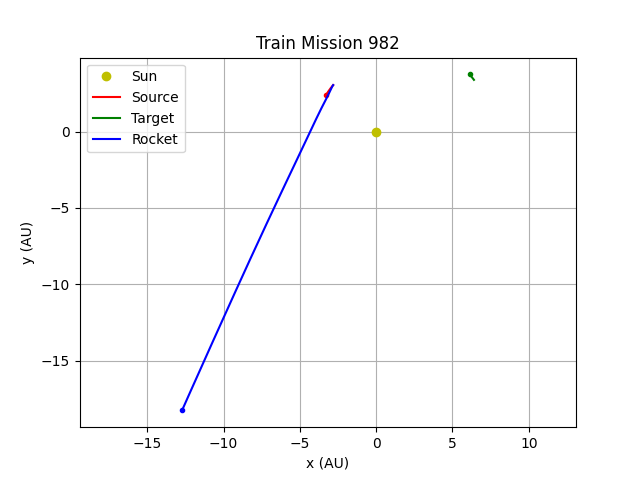 Train Mission 982
Sun
Source
Target
Rocket
0
−5
−10
−15
y (AU)
−15
−10
−5
0
5
10
x (AU)